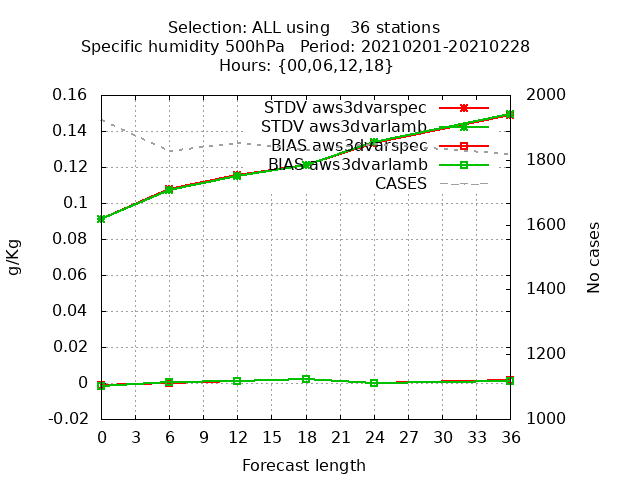 Selection: ALL using    36 stations
Specific humidity 500hPa   Period: 20210201-20210228
Hours: {00,06,12,18}
STDV aws3dvarspec
STDV aws3dvarlamb
BIAS aws3dvarspec
BIAS aws3dvarlamb
CASES
0.16
0.14
0.12
0.1
0.08
0.06
0.04
0.02
0
-0.02
g/Kg
2000
1800
1600
1400
1200
1000
No cases
0 3 6 9 12 15 18 21 24 27 30 33 36
Forecast length